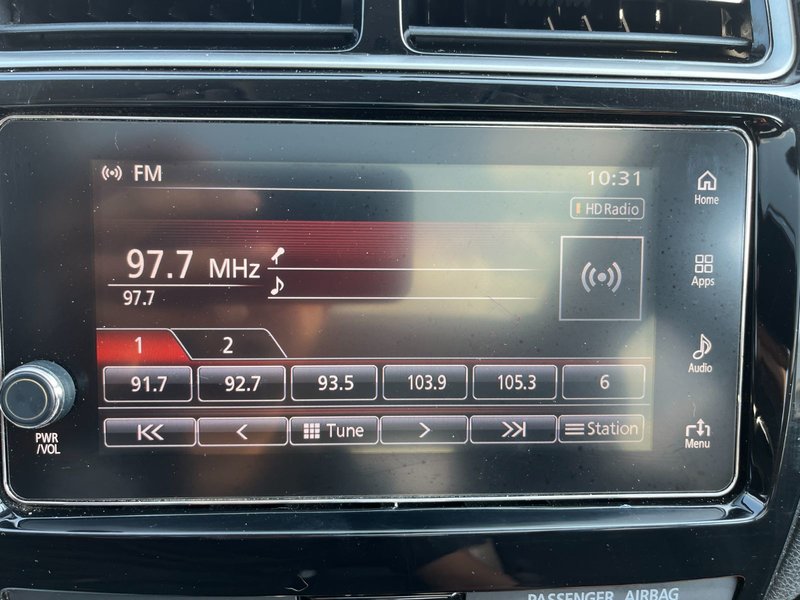 FM 10:31
HD Radio
Home
97.7 MHz
97.7
Apps
1 2
Audio
91.7 92.7 93.5 103.9 105.3 6
PWR
/VOL
Tune Station
Menu
PASSENGER AIRBAG